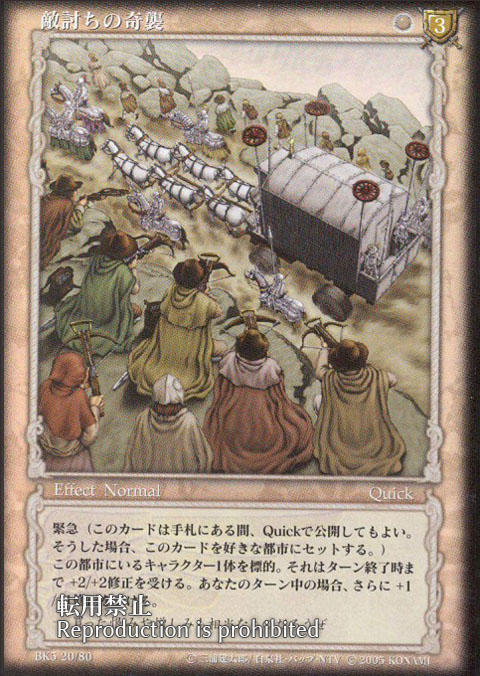 敵討ちの奇襲
3
Effect Normal
Quick
緊急（このカードは手札にある間、Quickで公開してもよい。
そうした場合、このカードを好きな都市にセットする。）
この都市にいるキャラクター1体を標的。それはターン終了時ま
で +2/+2修正を受ける。あなたのターン中の場合、さらに +1
転用禁止
Reproduction is prohibited
BK5 20/80
© 2005 KONAMI